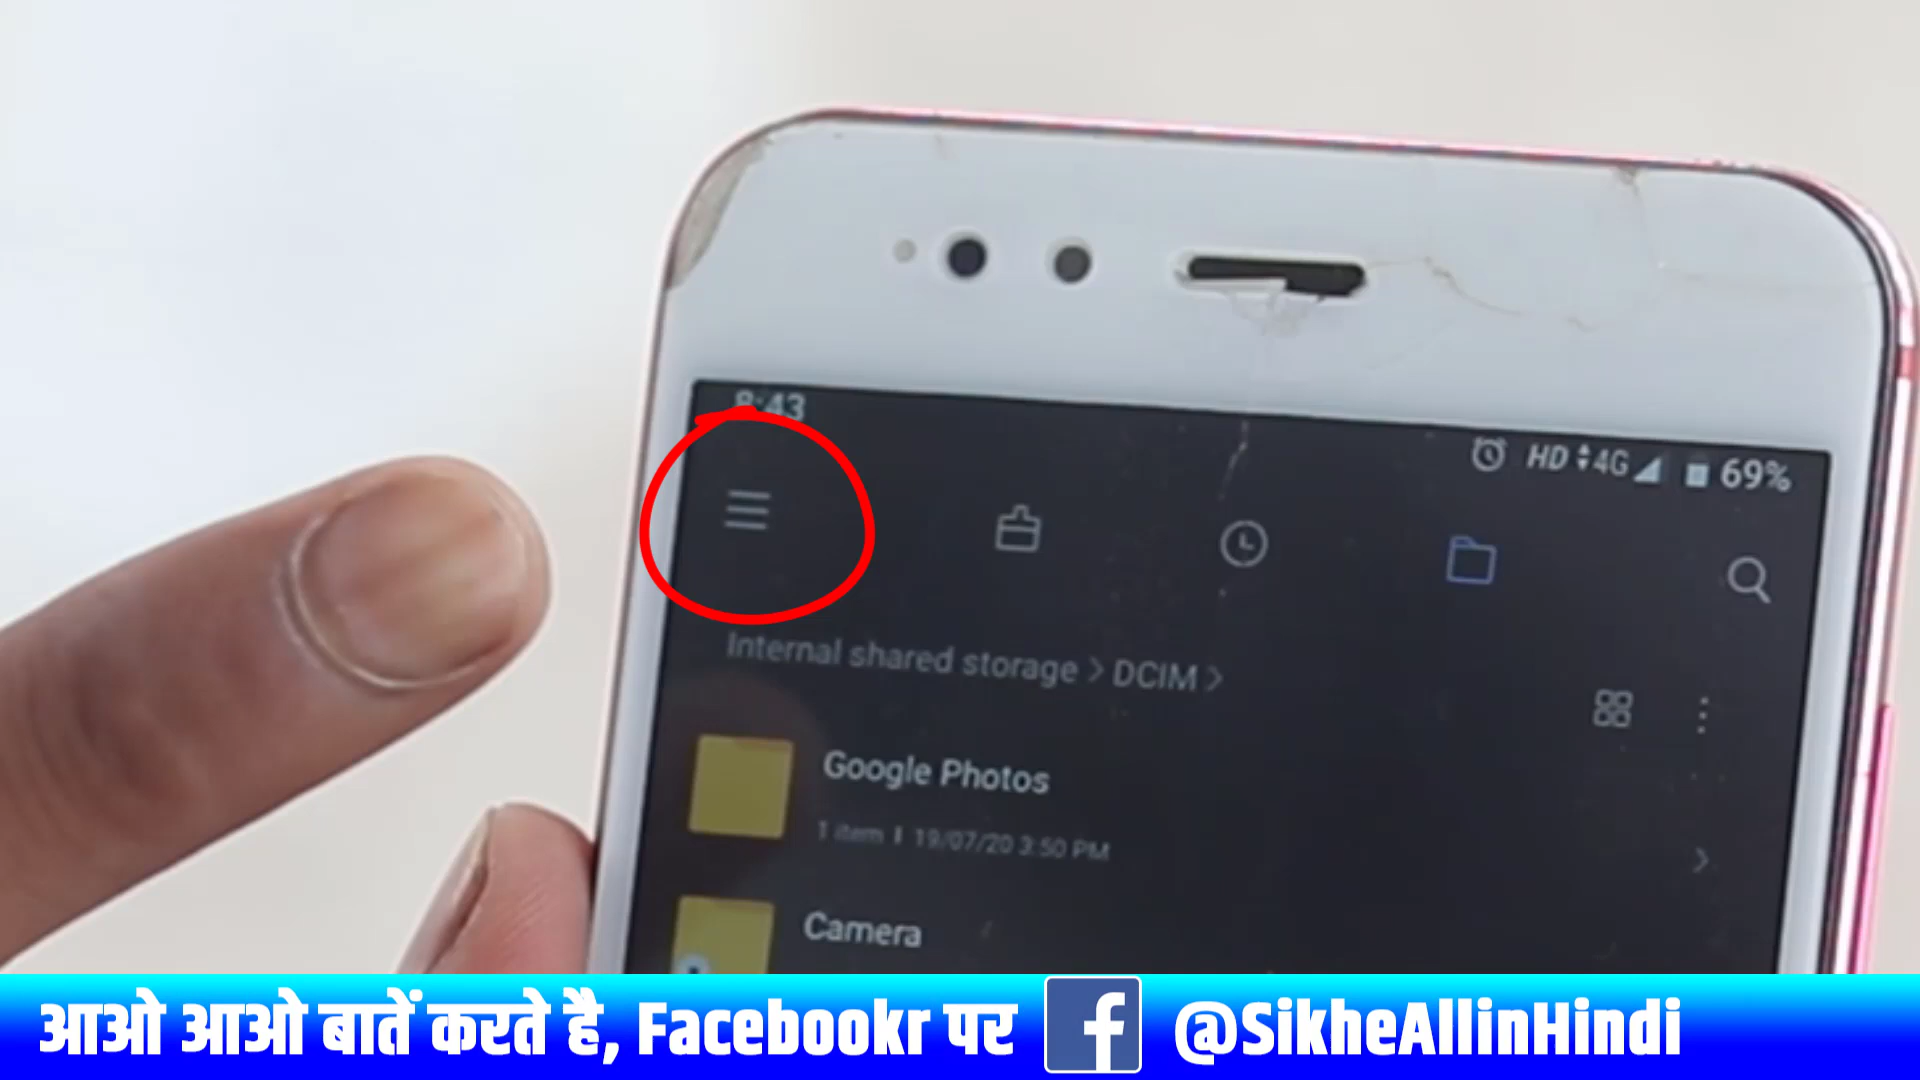 8:43
HD 4G 69%
Internal shared storage > DCIM >
Google Photos
1 item | 19/07/20 3:50 PM
Camera
आओ आओ बातें करते है, Facebookr पर f @SikheAllinHindi